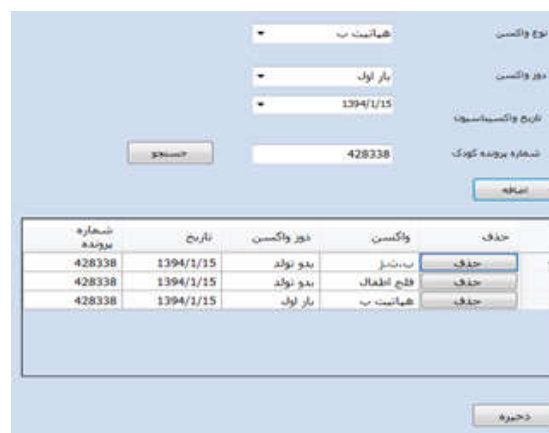 نوع واکسن هپاتیت ب
دوز واکسن بار اول
1394/1/15
تاریخ واکسیناسیون
شماره پرونده کودک 428338 جستجو
اضافه
حذف واکسن دوز واکسن تاریخ شماره پرونده
حذف ب.ث.ژ بدو تولد 1394/1/15 428338
حذف فلج اطفال بدو تولد 1394/1/15 428338
حذف هپاتیت ب بار اول 1394/1/15 428338
ذخیره